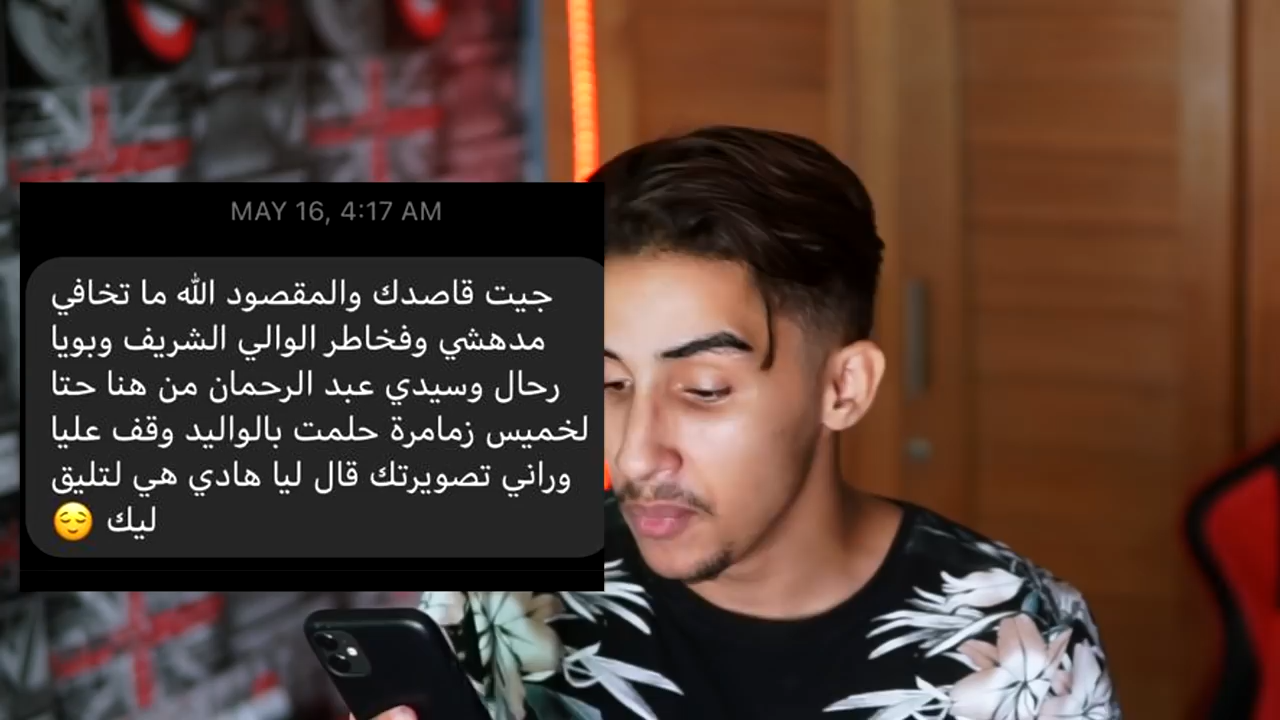 MAY 16, 4:17 AM
جيت قاصدك والمقصود الله ما تخافي
مدهشي وفخاطر الوالي الشريف وبويا
رحال وسيدي عبد الرحمان من هنا حتا
لخميس زمامرة حلمت بالواليد وقف عليا
وراني تصويرتك قال ليا هادي هي لتليق
ليك 😌